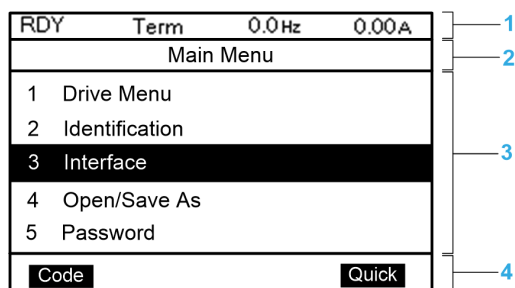 RDY Term 0.0Hz 0.00A 1
Main Menu 2
1 Drive Menu
2 Identification
3 Interface 3
4 Open/Save As
5 Password
Code Quick 4